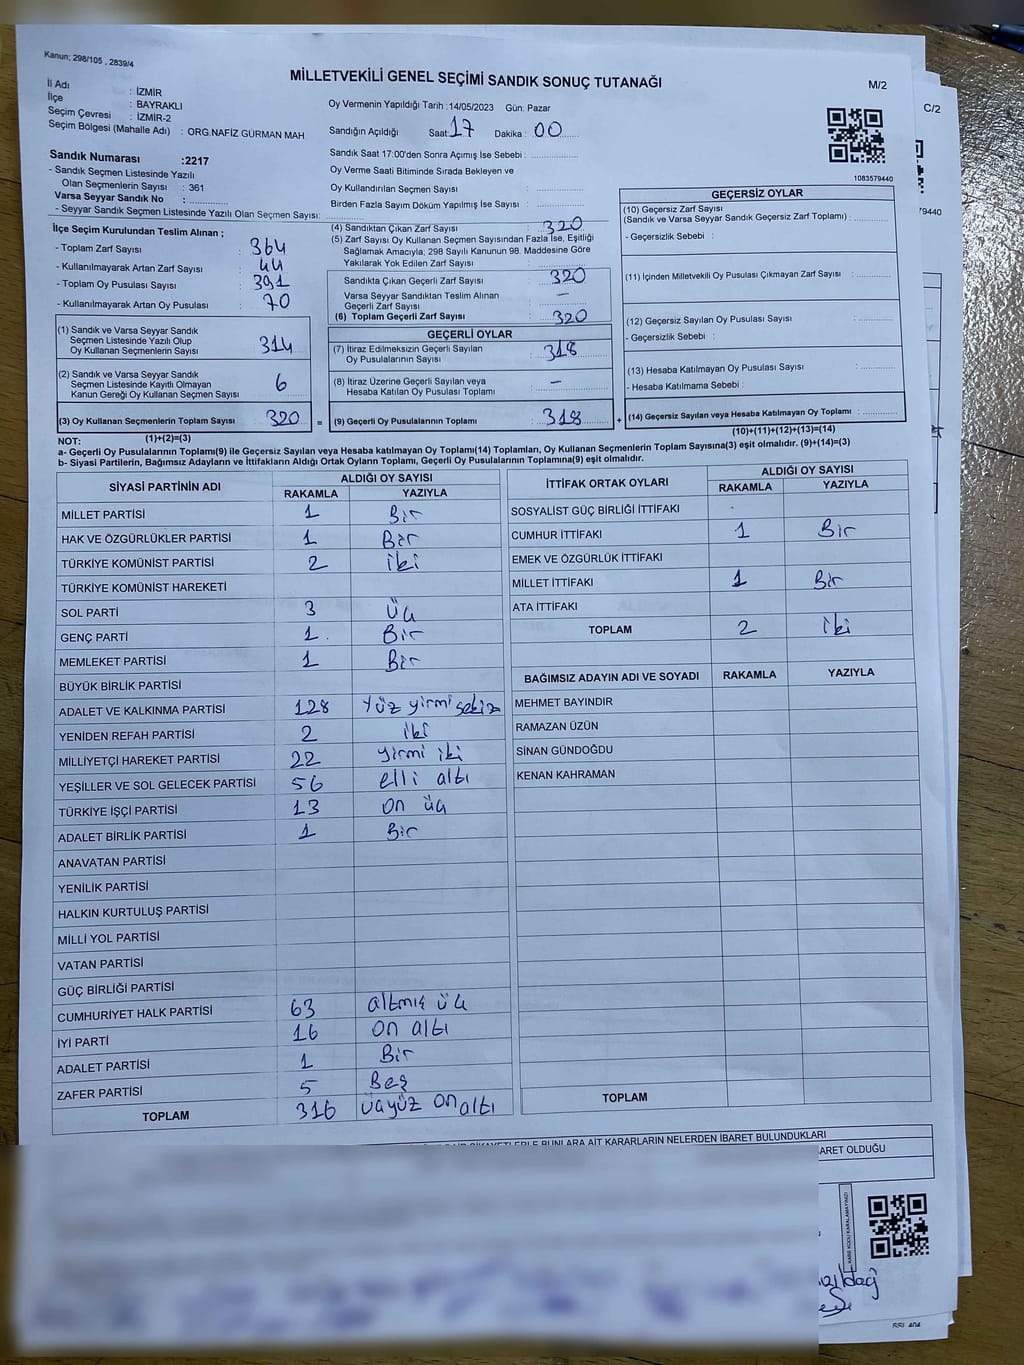 Kanun; 298/105 , 2839/4
MİLLETVEKİLİ GENEL SEÇİMİ SANDIK SONUÇ TUTANAĞI
M/2
C/2
İl Adı : İZMİR
İlçe : BAYRAKLI
Seçim Çevresi : İZMİR-2
Seçim Bölgesi (Mahalle Adı) : ORG.NAFİZ GÜRMAN MAH
Oy Vermenin Yapıldığı Tarih :14/05/2023 Gün: Pazar
Sandığın Açıldığı Saat 17 Dakika : 00
Sandık Saat 17:00'den Sonra Açımış İse Sebebi :
Oy Verme Saati Bitiminde Sırada Bekleyen ve
Oy Kullandırılan Seçmen Sayısı :
Birden Fazla Sayım Döküm Yapılmış İse Sayısı :
1083579440
Sandık Numarası :2217
- Sandık Seçmen Listesinde Yazılı
Olan Seçmenlerin Sayısı : 361
Varsa Seyyar Sandık No :
- Seyyar Sandık Seçmen Listesinde Yazılı Olan Seçmen Sayısı:
İlçe Seçim Kurulundan Teslim Alınan ;
- Toplam Zarf Sayısı : 364
- Kullanılmayarak Artan Zarf Sayısı : 44
- Toplam Oy Pusulası Sayısı : 391
- Kullanılmayarak Artan Oy Pusulası : 70
(1) Sandık ve Varsa Seyyar Sandık
Seçmen Listesinde Yazılı Olup
Oy Kullanan Seçmenlerin Sayısı : 314
(2) Sandık ve Varsa Seyyar Sandık
Seçmen Listesinde Kayıtlı Olmayan
Kanun Gereği Oy Kullanan Seçmen Sayısı : 6
(3) Oy Kullanan Seçmenlerin Toplam Sayısı : 320
(1)+(2)=(3)
(4) Sandıktan Çıkan Zarf Sayısı : 320
(5) Zarf Sayısı Oy Kullanan Seçmen Sayısından Fazla İse, Eşitliği
Sağlamak Amacıyla, 298 Sayılı Kanunun 98. Maddesine Göre
Yakılarak Yok Edilen Zarf Sayısı :
Sandıkta Çıkan Geçerli Zarf Sayısı : 320
Varsa Seyyar Sandıktan Teslim Alınan
Geçerli Zarf Sayısı : –
(6) Toplam Geçerli Zarf Sayısı : 320
GEÇERLİ OYLAR
(7) İtiraz Edilmeksizin Geçerli Sayılan
Oy Pusulalarının Sayısı : 318
(8) İtiraz Üzerine Geçerli Sayılan veya
Hesaba Katılan Oy Pusulası Toplamı : –
= (9) Geçerli Oy Pusulalarının Toplamı : 318
GEÇERSİZ OYLAR
(10) Geçersiz Zarf Sayısı
(Sandık ve Varsa Seyyar Sandık Geçersiz Zarf Toplamı) :
- Geçersizlik Sebebi :
(11) İçinden Milletvekili Oy Pusulası Çıkmayan Zarf Sayısı :
(12) Geçersiz Sayılan Oy Pusulası Sayısı :
- Geçersizlik Sebebi :
(13) Hesaba Katılmayan Oy Pusulası Sayısı :
- Hesaba Katılmama Sebebi :
+ (14) Geçersiz Sayılan veya Hesaba Katılmayan Oy Toplamı :
(10)+(11)+(12)+(13)=(14)
NOT:
a- Geçerli Oy Pusulalarının Toplamı(9) ile Geçersiz Sayılan veya Hesaba katılmayan Oy Toplamı(14) Toplamları, Oy Kullanan Seçmenlerin Toplam Sayısına(3) eşit olmalıdır. (9)+(14)=(3)
b- Siyasi Partilerin, Bağımsız Adayların ve İttifakların Aldığı Ortak Oyların Toplamı, Geçerli Oy Pusulalarının Toplamına(9) eşit olmalıdır.
SİYASİ PARTİNİN ADI ALDIĞI OY SAYISI
RAKAMLA YAZIYLA
MİLLET PARTİSİ 1 Bir
HAK VE ÖZGÜRLÜKLER PARTİSİ 1 Bir
TÜRKİYE KOMÜNİST PARTİSİ 2 iki
TÜRKİYE KOMÜNİST HAREKETİ
SOL PARTİ 3 Üç
GENÇ PARTİ 1 Bir
MEMLEKET PARTİSİ 1 Bir
BÜYÜK BİRLİK PARTİSİ
ADALET VE KALKINMA PARTİSİ 128 Yüz yirmi sekiz
YENİDEN REFAH PARTİSİ 2 iki
MİLLİYETÇİ HAREKET PARTİSİ 22 yirmi iki
YEŞİLLER VE SOL GELECEK PARTİSİ 56 elli altı
TÜRKİYE İŞÇİ PARTİSİ 13 on üç
ADALET BİRLİK PARTİSİ 1 Bir
ANAVATAN PARTİSİ
YENİLİK PARTİSİ
HALKIN KURTULUŞ PARTİSİ
MİLLİ YOL PARTİSİ
VATAN PARTİSİ
GÜÇ BİRLİĞİ PARTİSİ
CUMHURİYET HALK PARTİSİ 63 altmış üç
İYİ PARTİ 16 on altı
ADALET PARTİSİ 1 Bir
ZAFER PARTİSİ 5 Beş
TOPLAM 316 üçyüz on altı
İTTİFAK ORTAK OYLARI ALDIĞI OY SAYISI
RAKAMLA YAZIYLA
SOSYALİST GÜÇ BİRLİĞİ İTTİFAKI
CUMHUR İTTİFAKI 1 Bir
EMEK VE ÖZGÜRLÜK İTTİFAKI
MİLLET İTTİFAKI 1 Bir
ATA İTTİFAKI
TOPLAM 2 iki
BAĞIMSIZ ADAYIN ADI VE SOYADI RAKAMLA YAZIYLA
MEHMET BAYINDIR
RAMAZAN ÜZÜN
SİNAN GÜNDOĞDU
KENAN KAHRAMAN
TOPLAM
BUNLARA AİT KARARLARIN NELERDEN İBARET BULUNDUKLARI
OLDUĞU